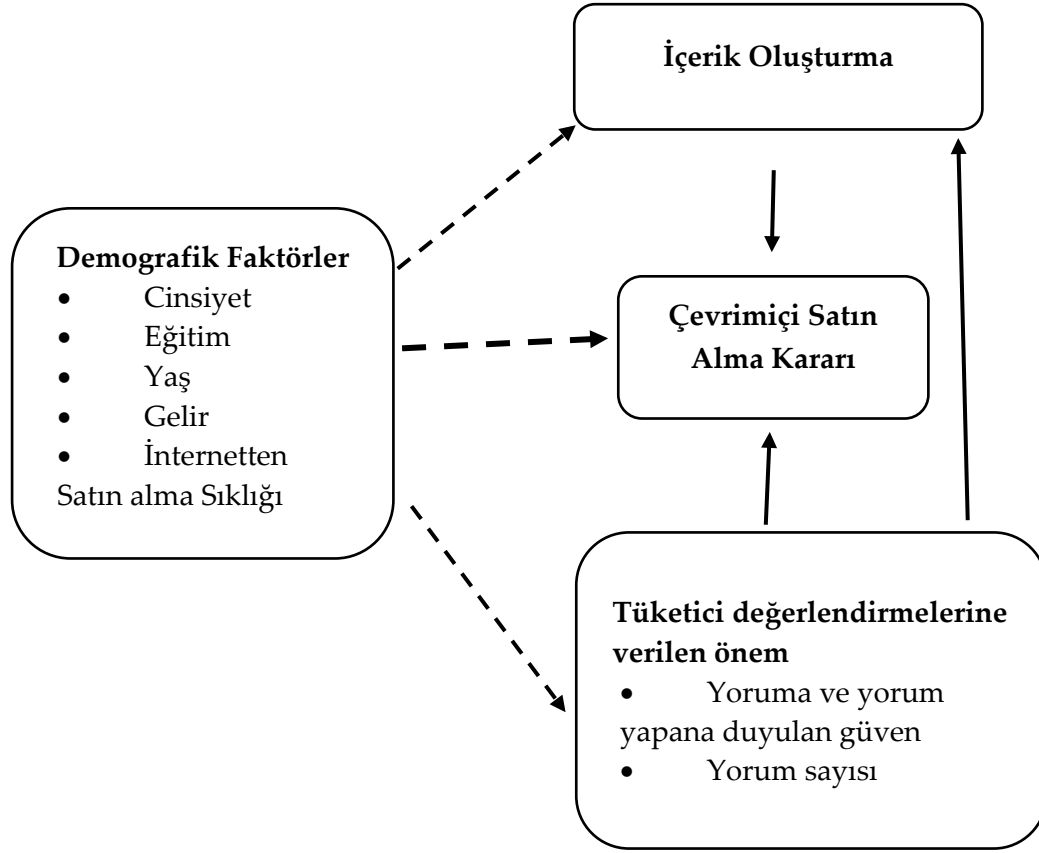 İçerik Oluşturma
Demografik Faktörler
• Cinsiyet
• Eğitim
• Yaş
• Gelir
• İnternetten
Satın alma Sıklığı
Çevrimiçi Satın
Alma Kararı
Tüketici değerlendirmelerine
verilen önem
• Yoruma ve yorum
yapana duyulan güven
• Yorum sayısı